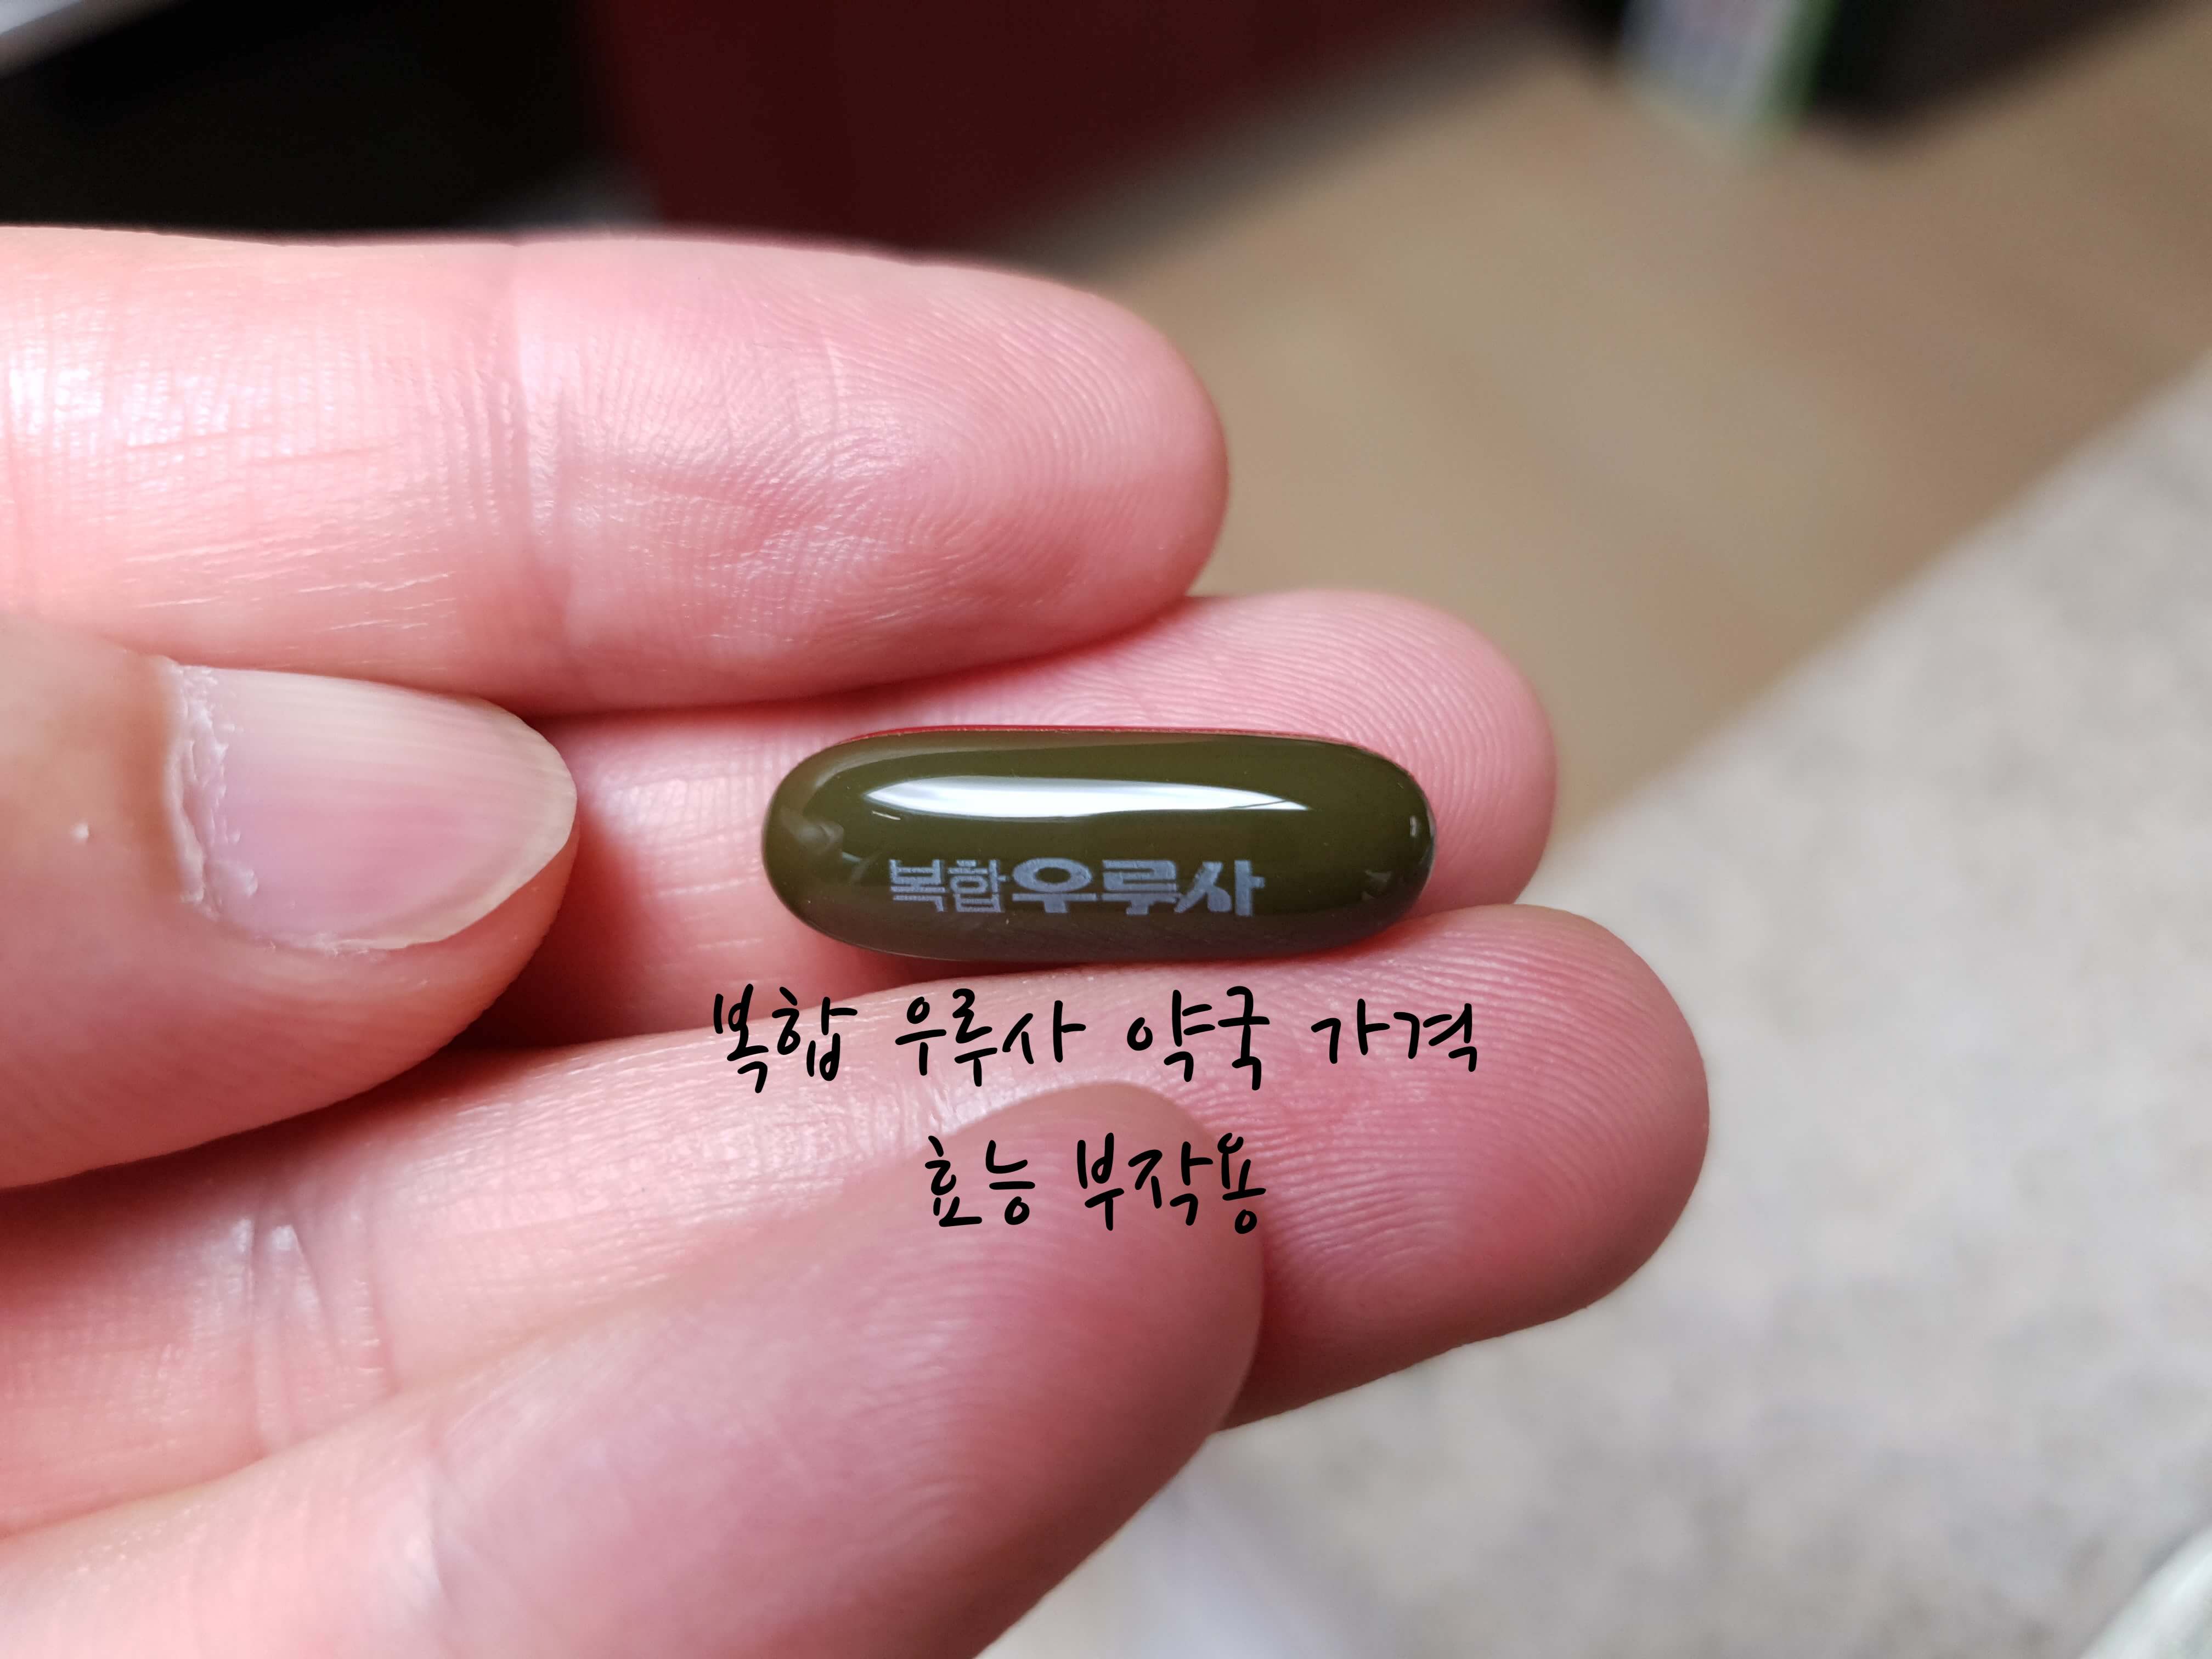 복합우루사
복합 우루사 약국 가격
효능 부작용